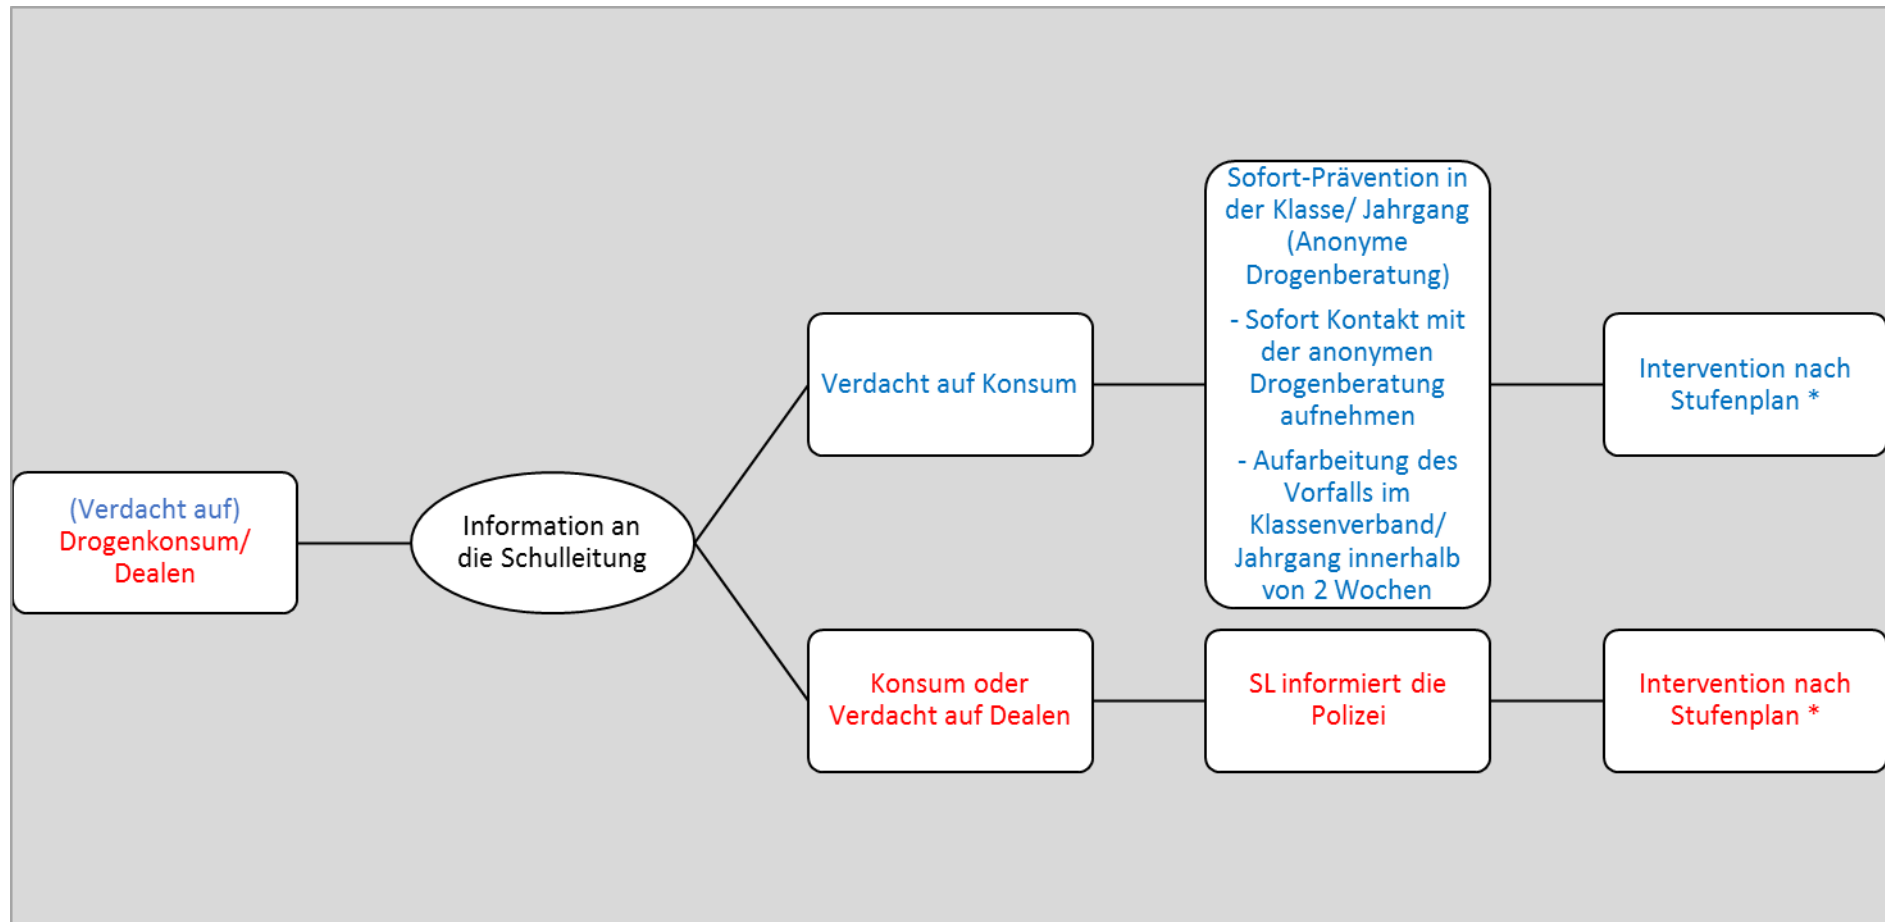 (Verdacht auf)
Drogenkonsum/
Dealen
Information an
die Schulleitung
Verdacht auf Konsum
Sofort-Prävention in
der Klasse/ Jahrgang
(Anonyme
Drogenberatung)
- Sofort Kontakt mit
der anonymen
Drogenberatung
aufnehmen
- Aufarbeitung des
Vorfalls im
Klassenverband/
Jahrgang innerhalb
von 2 Wochen
Intervention nach
Stufenplan *
Konsum oder
Verdacht auf Dealen
SL informiert die
Polizei
Intervention nach
Stufenplan *